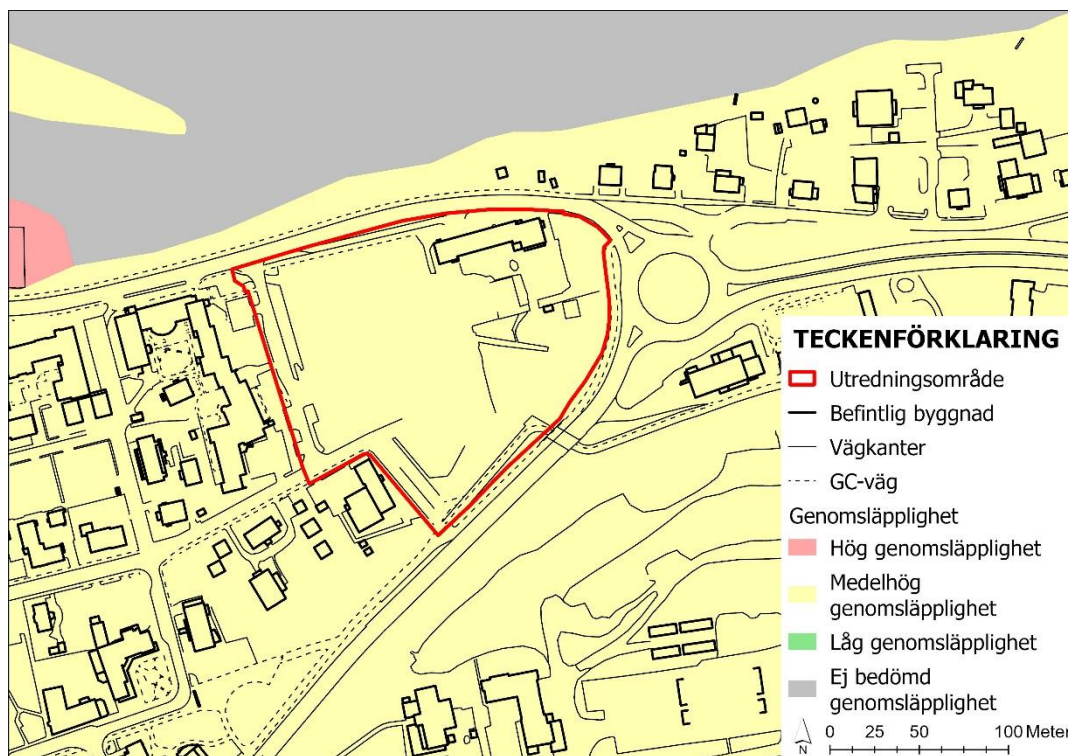 TECKENFÖRKLARING
Utredningsområde
Befintlig byggnad
Vägkanter
GC-väg
Genomsläpplighet
Hög genomsläpplighet
Medelhög
genomsläpplighet
Låg genomsläpplighet
Ej bedömd
genomsläpplighet
N
0 25 50 100 Meter